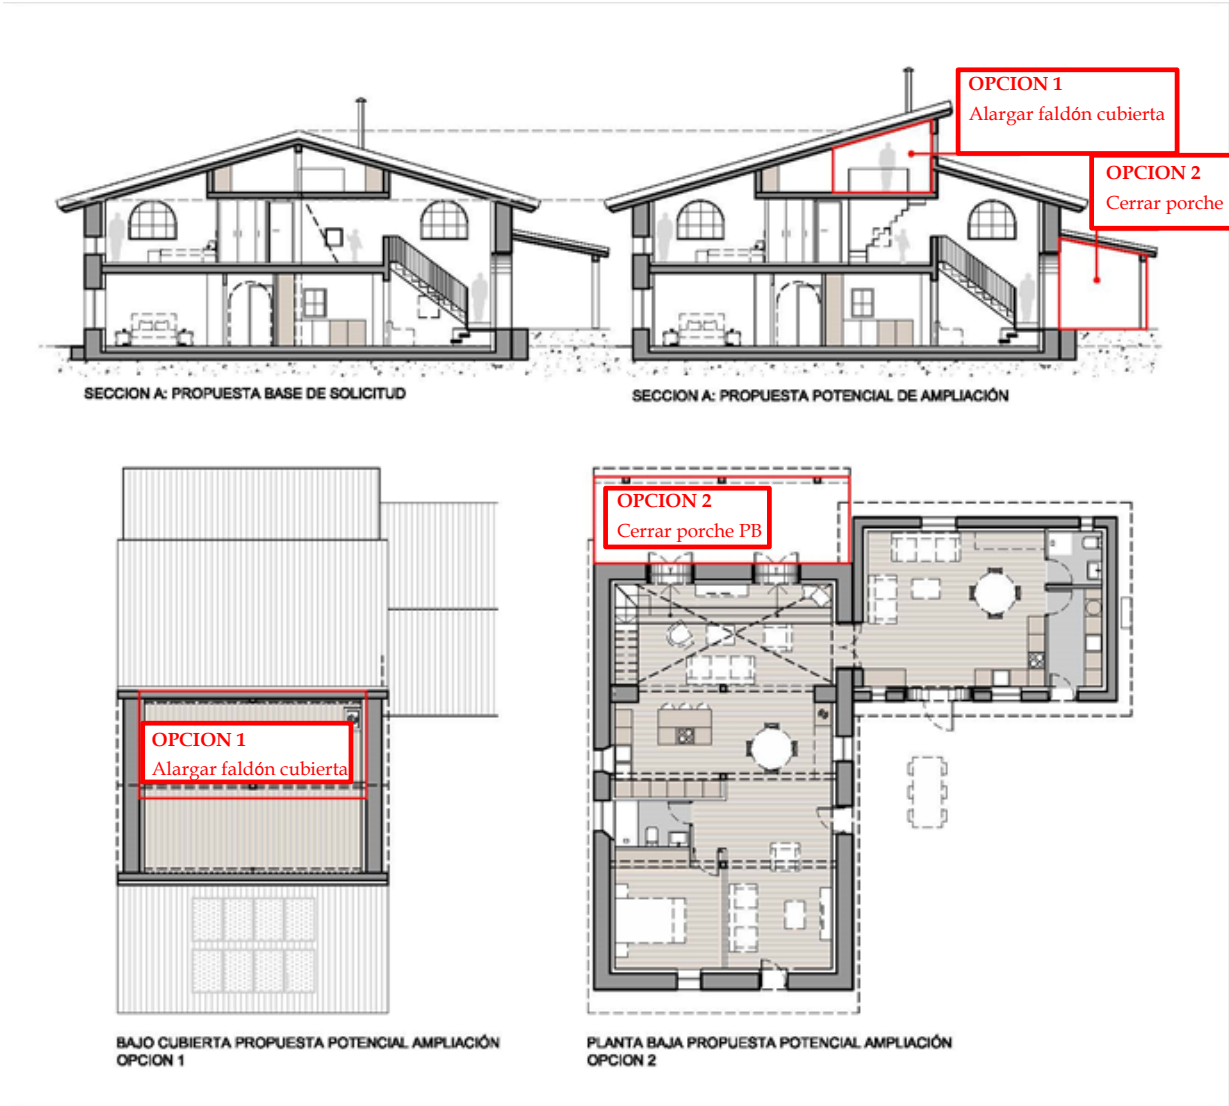 OPCION 1
Alargar faldón cubierta
OPCION 2
Cerrar porche
SECCION A: PROPUESTA BASE DE SOLICITUD
SECCION A: PROPUESTA POTENCIAL DE AMPLIACIÓN
OPCION 2
Cerrar porche PB
OPCION 1
Alargar faldón cubierta
BAJO CUBIERTA PROPUESTA POTENCIAL AMPLIACIÓN
OPCION 1
PLANTA BAJA PROPUESTA POTENCIAL AMPLIACIÓN
OPCION 2